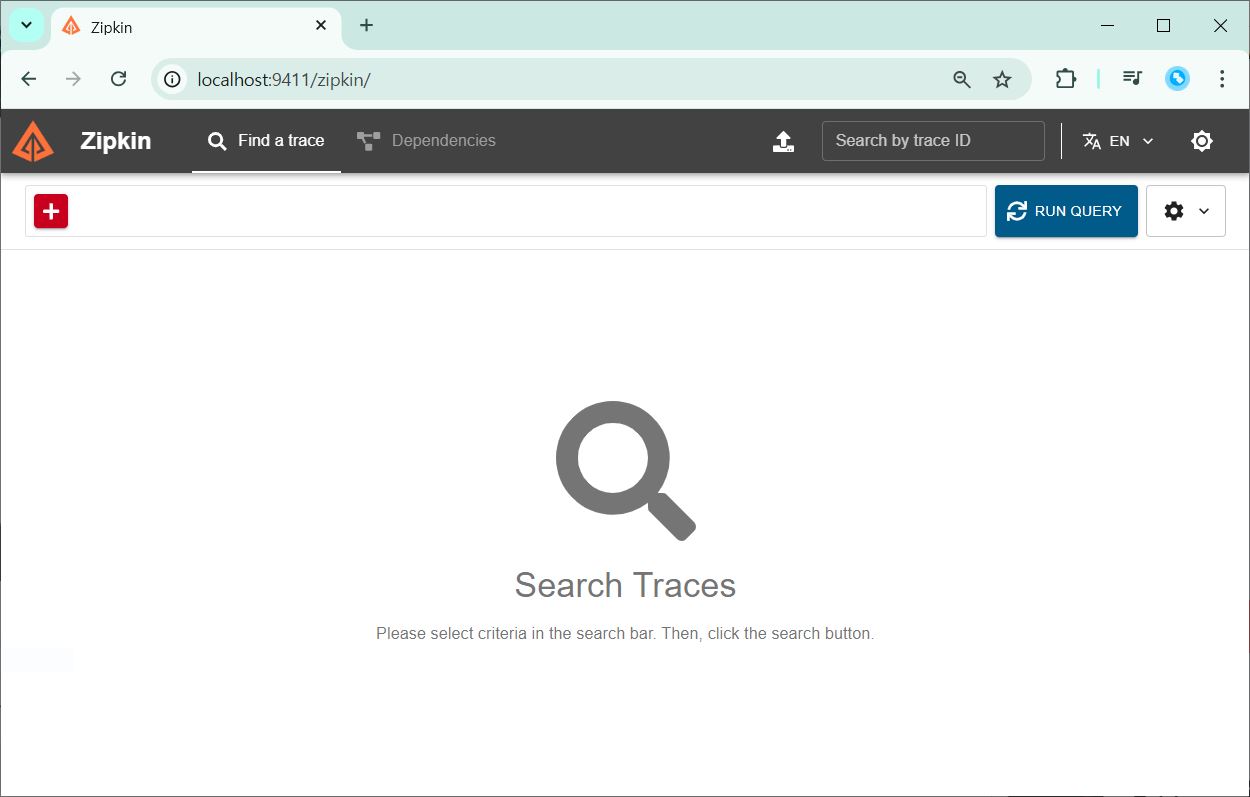 Zipkin
localhost:9411/zipkin/
Zipkin
Find a trace
Dependencies
Search by trace ID
EN
RUN QUERY
Search Traces
Please select criteria in the search bar. Then, click the search button.